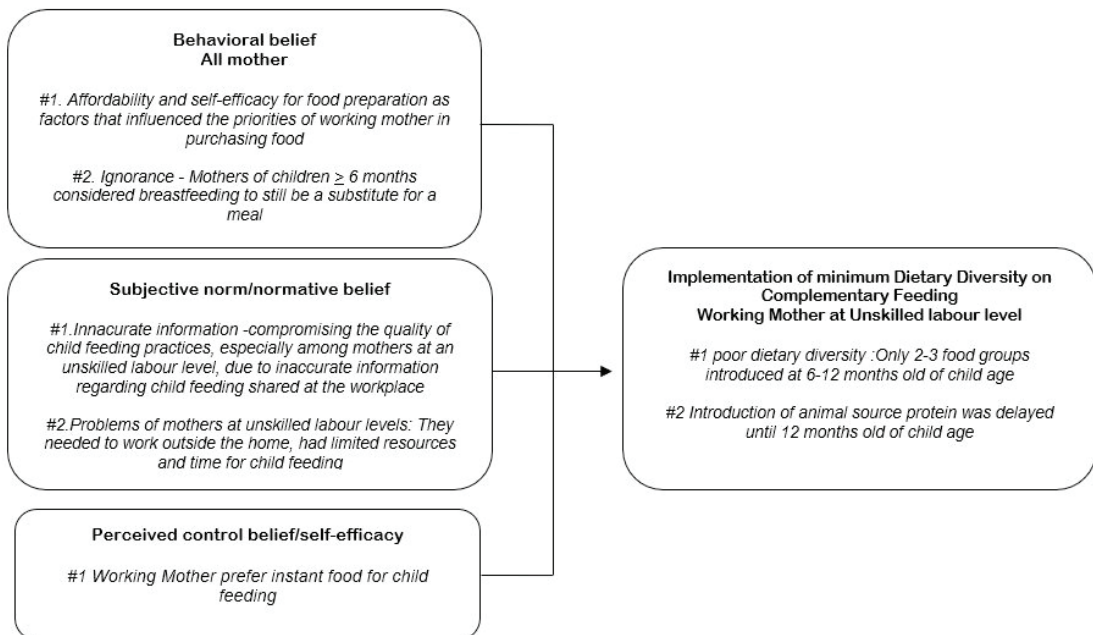 Behavioral belief
All mother
#1. Affordability and self-efficacy for food preparation as
factors that influenced the priorities of working mother in
purchasing food
#2. Ignorance - Mothers of children ≥ 6 months
considered breastfeeding to still be a substitute for a
meal
Subjective norm/normative belief
#1.Innacurate information -compromising the quality of
child feeding practices, especially among mothers at an
unskilled labour level, due to inaccurate information
regarding child feeding shared at the workplace
#2.Problems of mothers at unskilled labour levels: They
needed to work outside the home, had limited resources
and time for child feeding
Perceived control belief/self-efficacy
#1 Working Mother prefer instant food for child
feeding
Implementation of minimum Dietary Diversity on
Complementary Feeding
Working Mother at Unskilled labour level
#1 poor dietary diversity :Only 2-3 food groups
introduced at 6-12 months old of child age
#2 Introduction of animal source protein was delayed
until 12 months old of child age